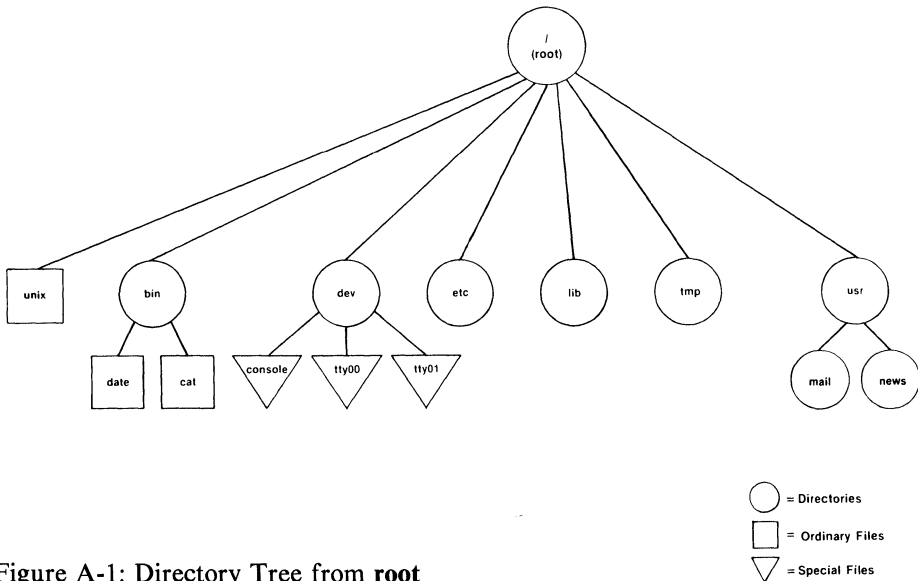 /
(root)
unix
bin
dev
etc
lib
tmp
usr
date
cat
console
tty00
tty01
mail
news
= Directories
= Ordinary Files
= Special Files
Figure A-1: Directory Tree from root